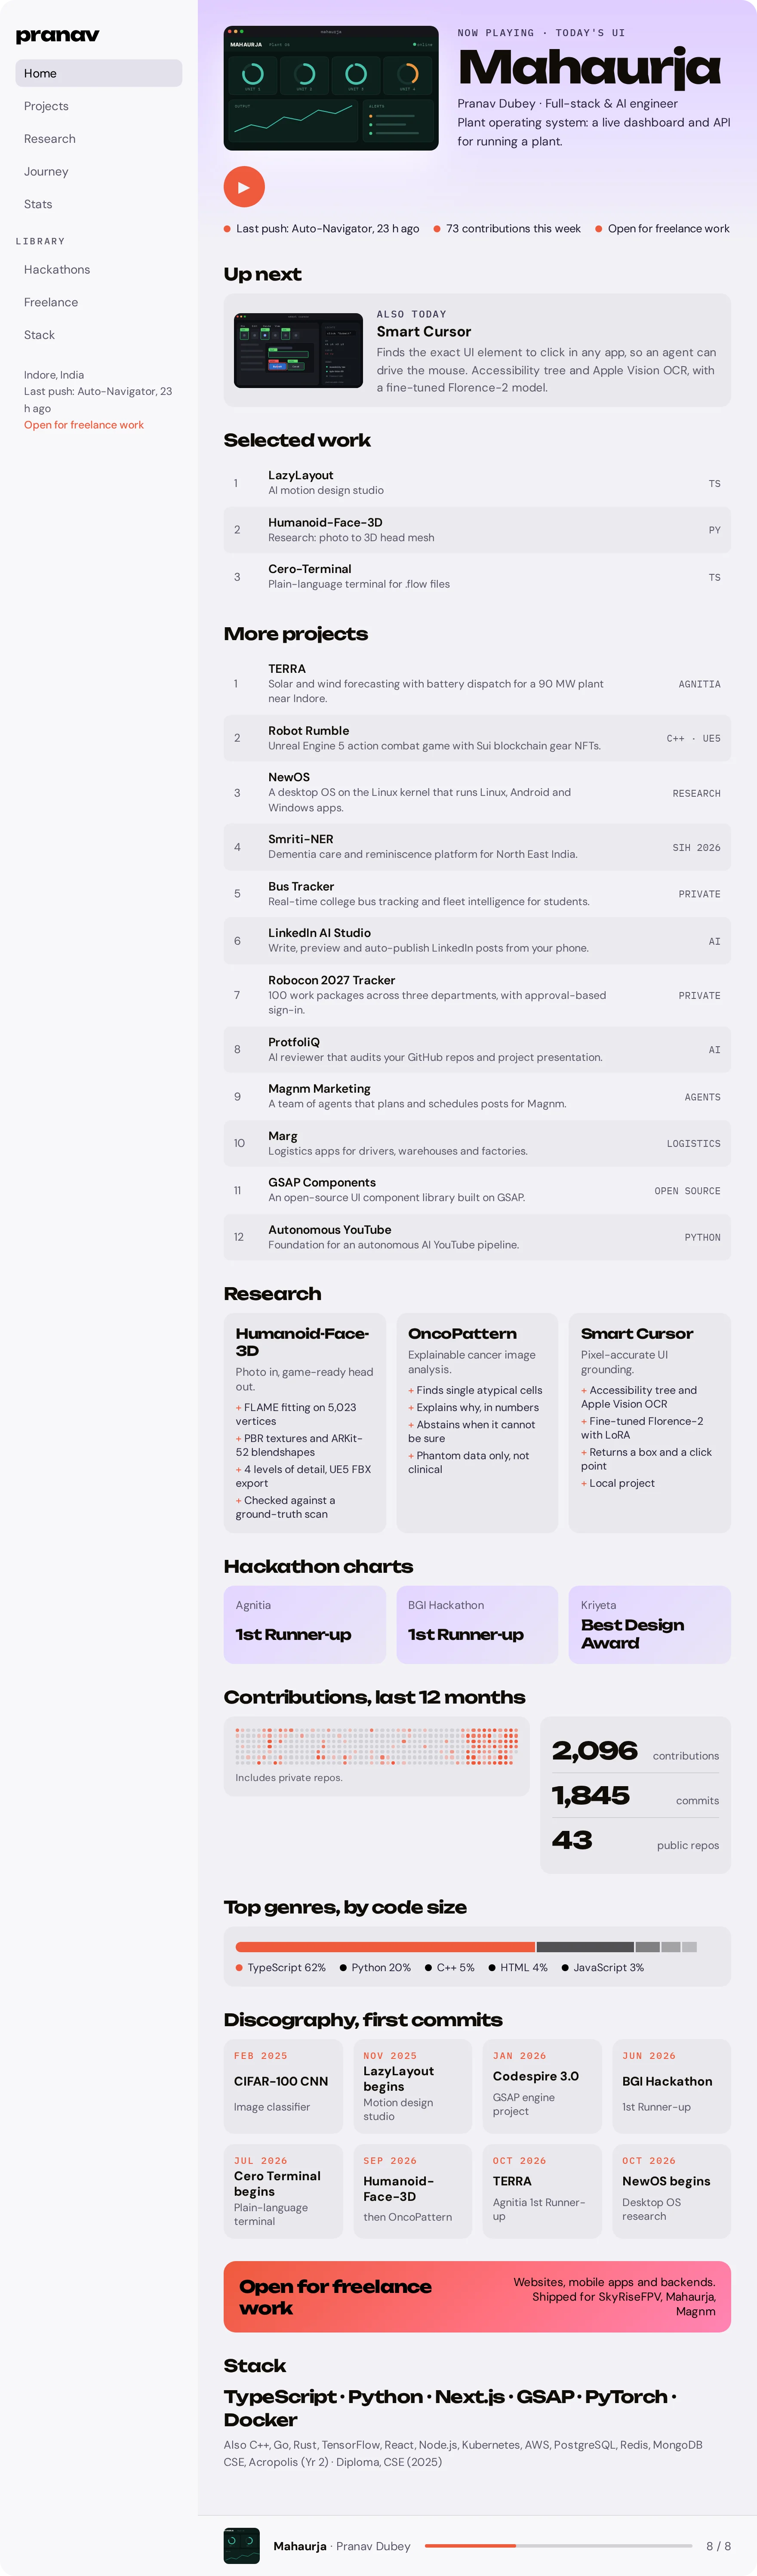 pranav
Home
Projects
Research
Journey
Stats
LIBRARY
Hackathons
Freelance
Stack
Indore, India
Last push: Auto-Navigator, 23
h ago
Open for freelance work
mahaurja
MAHAURJA
online
UNIT 1
UNIT 2
UNIT 3
UNIT 4
OUTPUT
ALERTS
NOW PLAYING · TODAY'S UI
Mahaurja
Pranav Dubey · Full-stack & AI engineer
Plant operating system: a live dashboard and API
for running a plant.
Last push: Auto-Navigator, 23 h ago
73 contributions this week
Open for freelance work
Up next
ALSO TODAY
Smart Cursor
Finds the exact UI element to click in any app, so an agent can
drive the mouse. Accessibility tree and Apple Vision OCR, with
a fine-tuned Florence-2 model.
Selected work
1
LazyLayout
AI motion design studio
TS
2
Humanoid-Face-3D
Research: photo to 3D head mesh
PY
3
Cero-Terminal
Plain-language terminal for .flow files
TS
More projects
1
TERRA
Solar and wind forecasting with battery dispatch for a 90 MW plant
near Indore.
AGNITIA
2
Robot Rumble
Unreal Engine 5 action combat game with Sui blockchain gear NFTs.
C++ · UE5
3
NewOS
A desktop OS on the Linux kernel that runs Linux, Android and
Windows apps.
RESEARCH
4
Smriti-NER
Dementia care and reminiscence platform for North East India.
SIH 2026
5
Bus Tracker
Real-time college bus tracking and fleet intelligence for students.
PRIVATE
6
LinkedIn AI Studio
Write, preview and auto-publish LinkedIn posts from your phone.
AI
7
Robocon 2027 Tracker
100 work packages across three departments, with approval-based
sign-in.
PRIVATE
8
ProtfoliQ
AI reviewer that audits your GitHub repos and project presentation.
AI
9
Magnm Marketing
A team of agents that plans and schedules posts for Magnm.
AGENTS
10
Marg
Logistics apps for drivers, warehouses and factories.
LOGISTICS
11
GSAP Components
An open-source UI component library built on GSAP.
OPEN SOURCE
12
Autonomous YouTube
Foundation for an autonomous AI YouTube pipeline.
PYTHON
Research
Humanoid-Face-
3D
Photo in, game-ready head
out.
+ FLAME fitting on 5,023
vertices
+ PBR textures and ARKit-
52 blendshapes
+ 4 levels of detail, UE5 FBX
export
+ Checked against a
ground-truth scan
OncoPattern
Explainable cancer image
analysis.
+ Finds single atypical cells
+ Explains why, in numbers
+ Abstains when it cannot
be sure
+ Phantom data only, not
clinical
Smart Cursor
Pixel-accurate UI
grounding.
+ Accessibility tree and
Apple Vision OCR
+ Fine-tuned Florence-2
with LoRA
+ Returns a box and a click
point
+ Local project
Hackathon charts
Agnitia
1st Runner-up
BGI Hackathon
1st Runner-up
Kriyeta
Best Design
Award
Contributions, last 12 months
Includes private repos.
2,096 contributions
1,845 commits
43 public repos
Top genres, by code size
TypeScript 62%
Python 20%
C++ 5%
HTML 4%
JavaScript 3%
Discography, first commits
FEB 2025
CIFAR-100 CNN
Image classifier
NOV 2025
LazyLayout
begins
Motion design
studio
JAN 2026
Codespire 3.0
GSAP engine
project
JUN 2026
BGI Hackathon
1st Runner-up
JUL 2026
Cero Terminal
begins
Plain-language
terminal
SEP 2026
Humanoid-
Face-3D
then OncoPattern
OCT 2026
TERRA
Agnitia 1st Runner-
up
OCT 2026
NewOS begins
Desktop OS
research
Open for freelance
work
Websites, mobile apps and backends.
Shipped for SkyRiseFPV, Mahaurja,
Magnm
Stack
TypeScript · Python · Next.js · GSAP · PyTorch ·
Docker
Also C++, Go, Rust, TensorFlow, React, Node.js, Kubernetes, AWS, PostgreSQL, Redis, MongoDB
CSE, Acropolis (Yr 2) · Diploma, CSE (2025)
Mahaurja · Pranav Dubey
8 / 8